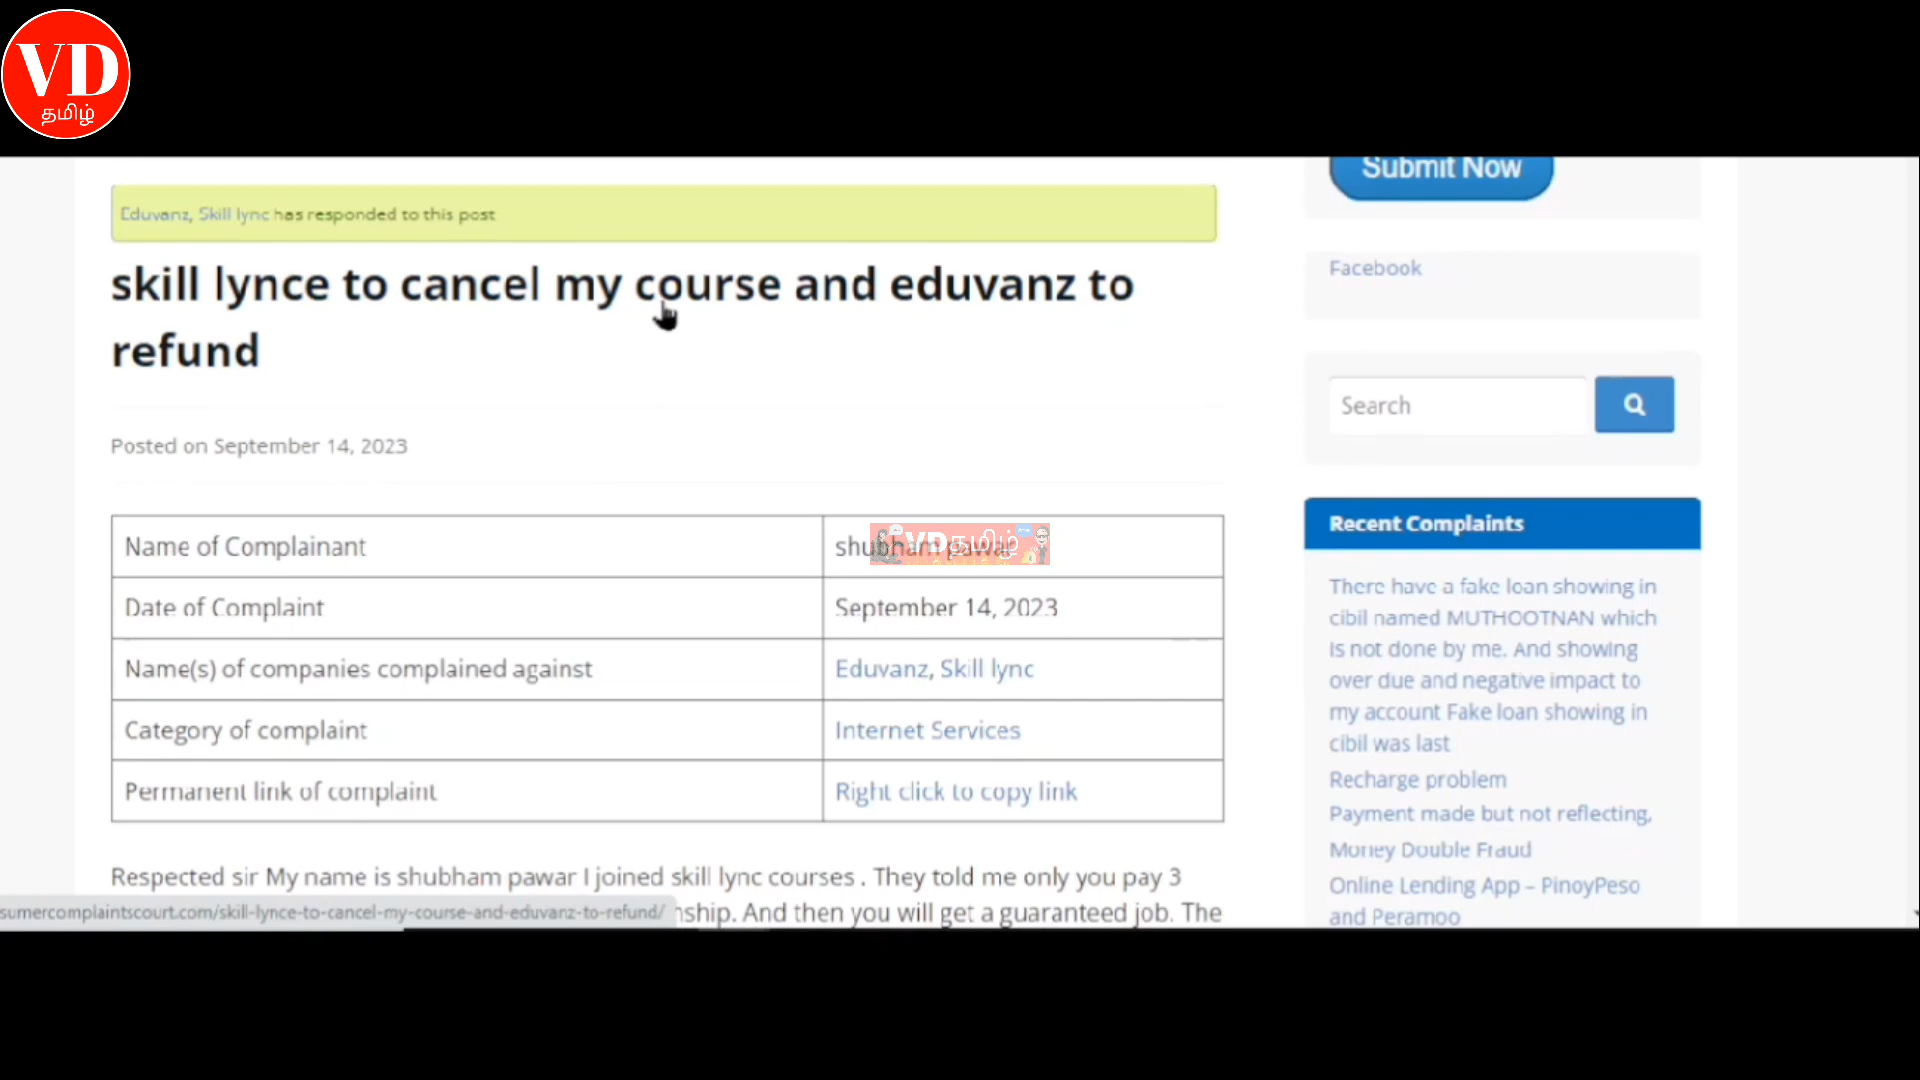 VD
தமிழ்
Submit Now
Eduvanz, Skill lync has responded to this post
skill lynce to cancel my course and eduvanz to
refund
Posted on September 14, 2023
Name of Complainant shubham pawar
VDதமிழ்
Date of Complaint September 14, 2023
Name(s) of companies complained against Eduvanz, Skill lync
Category of complaint Internet Services
Permanent link of complaint Right click to copy link
Respected sir My name is shubham pawar I joined skill lync courses . They told me only you pay 3
nship. And then you will get a guaranteed job. The
sumercomplaintscourt.com/skill-lynce-to-cancel-my-course-and-eduvanz-to-refund/
Facebook
Search
Recent Complaints
There have a fake loan showing in
cibil named MUTHOOTNAN which
is not done by me. And showing
over due and negative impact to
my account Fake loan showing in
cibil was last
Recharge problem
Payment made but not reflecting,
Money Double Fraud
Online Lending App – PinoyPeso
and Peramoo